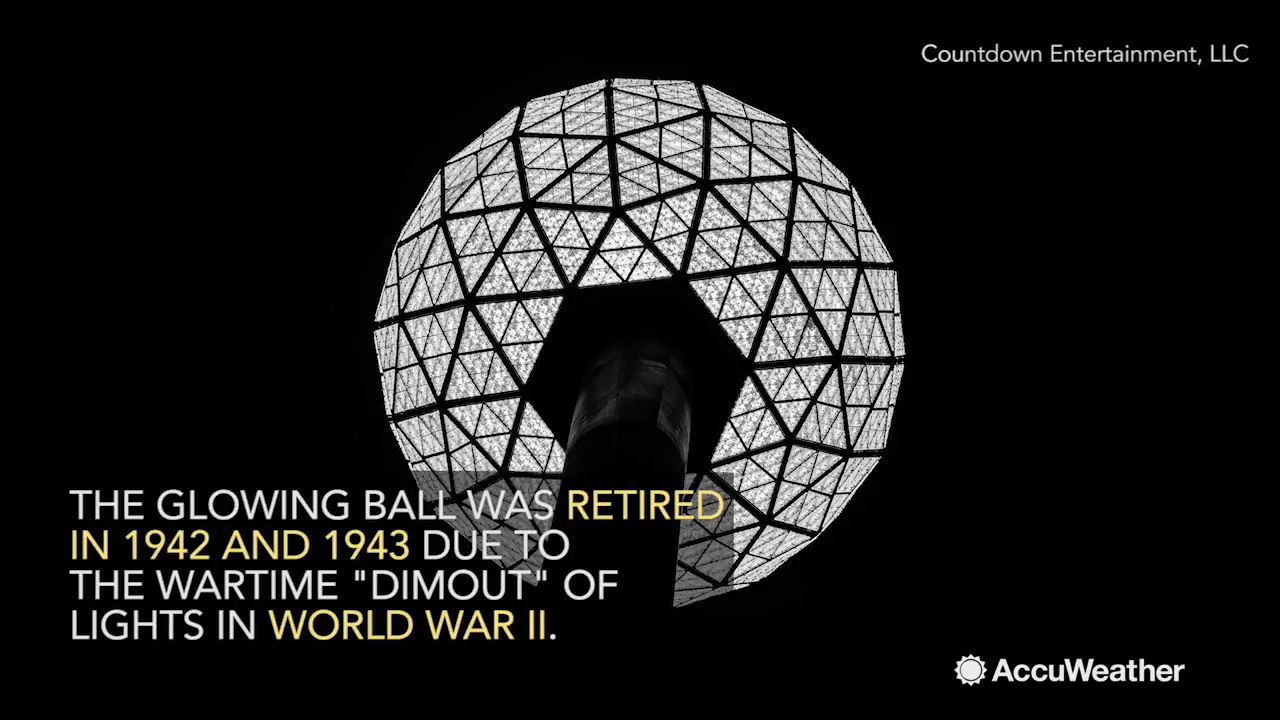 Countdown Entertainment, LLC
THE GLOWING BALL WAS RETIRED
IN 1942 AND 1943 DUE TO
THE WARTIME "DIMOUT" OF
LIGHTS IN WORLD WAR II.
AccuWeather